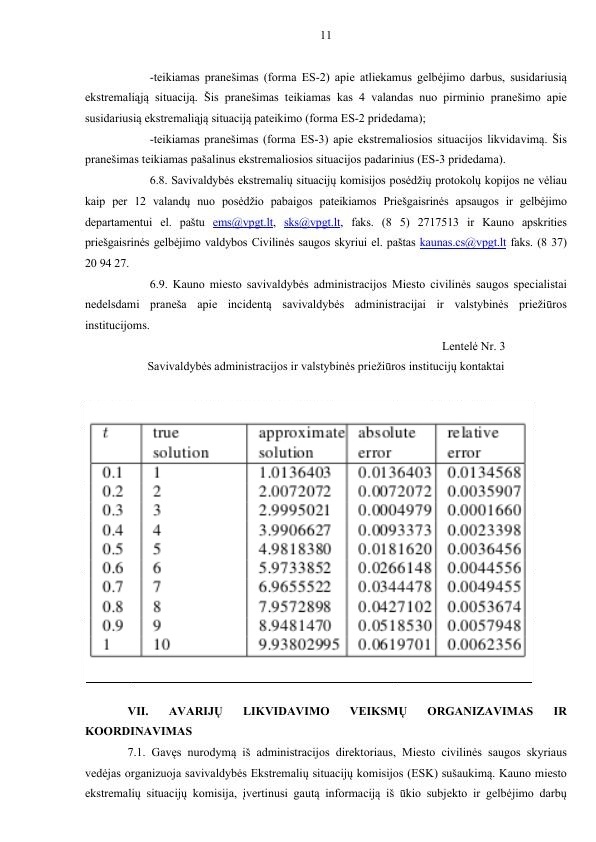 11
-teikiamas pranešimas (forma ES-2) apie atliekamus gelbėjimo darbus, susidariusią
ekstremaliąją situaciją. Šis pranešimas teikiamas kas 4 valandas nuo pirminio pranešimo apie
susidariusią ekstremaliąją situaciją pateikimo (forma ES-2 pridedama);
-teikiamas pranešimas (forma ES-3) apie ekstremaliosios situacijos likvidavimą. Šis
pranešimas teikiamas pašalinus ekstremaliosios situacijos padarinius (ES-3 pridedama).
6.8. Savivaldybės ekstremalių situacijų komisijos posėdžių protokolų kopijos ne vėliau
kaip per 12 valandų nuo posėdžio pabaigos pateikiamos Priešgaisrinės apsaugos ir gelbėjimo
departamentui el. paštu ems@vpgt.lt, sks@vpgt.lt, faks. (8 5) 2717513 ir Kauno apskrities
priešgaisrinės gelbėjimo valdybos Civilinės saugos skyriui el. paštas kaunas.cs@vpgt.lt faks. (8 37)
20 94 27.
6.9. Kauno miesto savivaldybės administracijos Miesto civilinės saugos specialistai
nedelsdami praneša apie incidentą savivaldybės administracijai ir valstybinės priežiūros
institucijoms.
Lentelė Nr. 3
Savivaldybės administracijos ir valstybinės priežiūros institucijų kontaktai
t true solution approximate solution absolute error relative error
0.1 1 1.0136403 0.0136403 0.0134568
0.2 2 2.0072072 0.0072072 0.0035907
0.3 3 2.9995021 0.0004979 0.0001660
0.4 4 3.9906627 0.0093373 0.0023398
0.5 5 4.9818380 0.0181620 0.0036456
0.6 6 5.9733852 0.0266148 0.0044556
0.7 7 6.9655522 0.0344478 0.0049455
0.8 8 7.9572898 0.0427102 0.0053674
0.9 9 8.9481470 0.0518530 0.0057948
1 10 9.93802995 0.0619701 0.0062356
VII. AVARIJŲ LIKVIDAVIMO VEIKSMŲ ORGANIZAVIMAS IR
KOORDINAVIMAS
7.1. Gavęs nurodymą iš administracijos direktoriaus, Miesto civilinės saugos skyriaus
vedėjas organizuoja savivaldybės Ekstremalių situacijų komisijos (ESK) sušaukimą. Kauno miesto
ekstremalių situacijų komisija, įvertinusi gautą informaciją iš ūkio subjekto ir gelbėjimo darbų